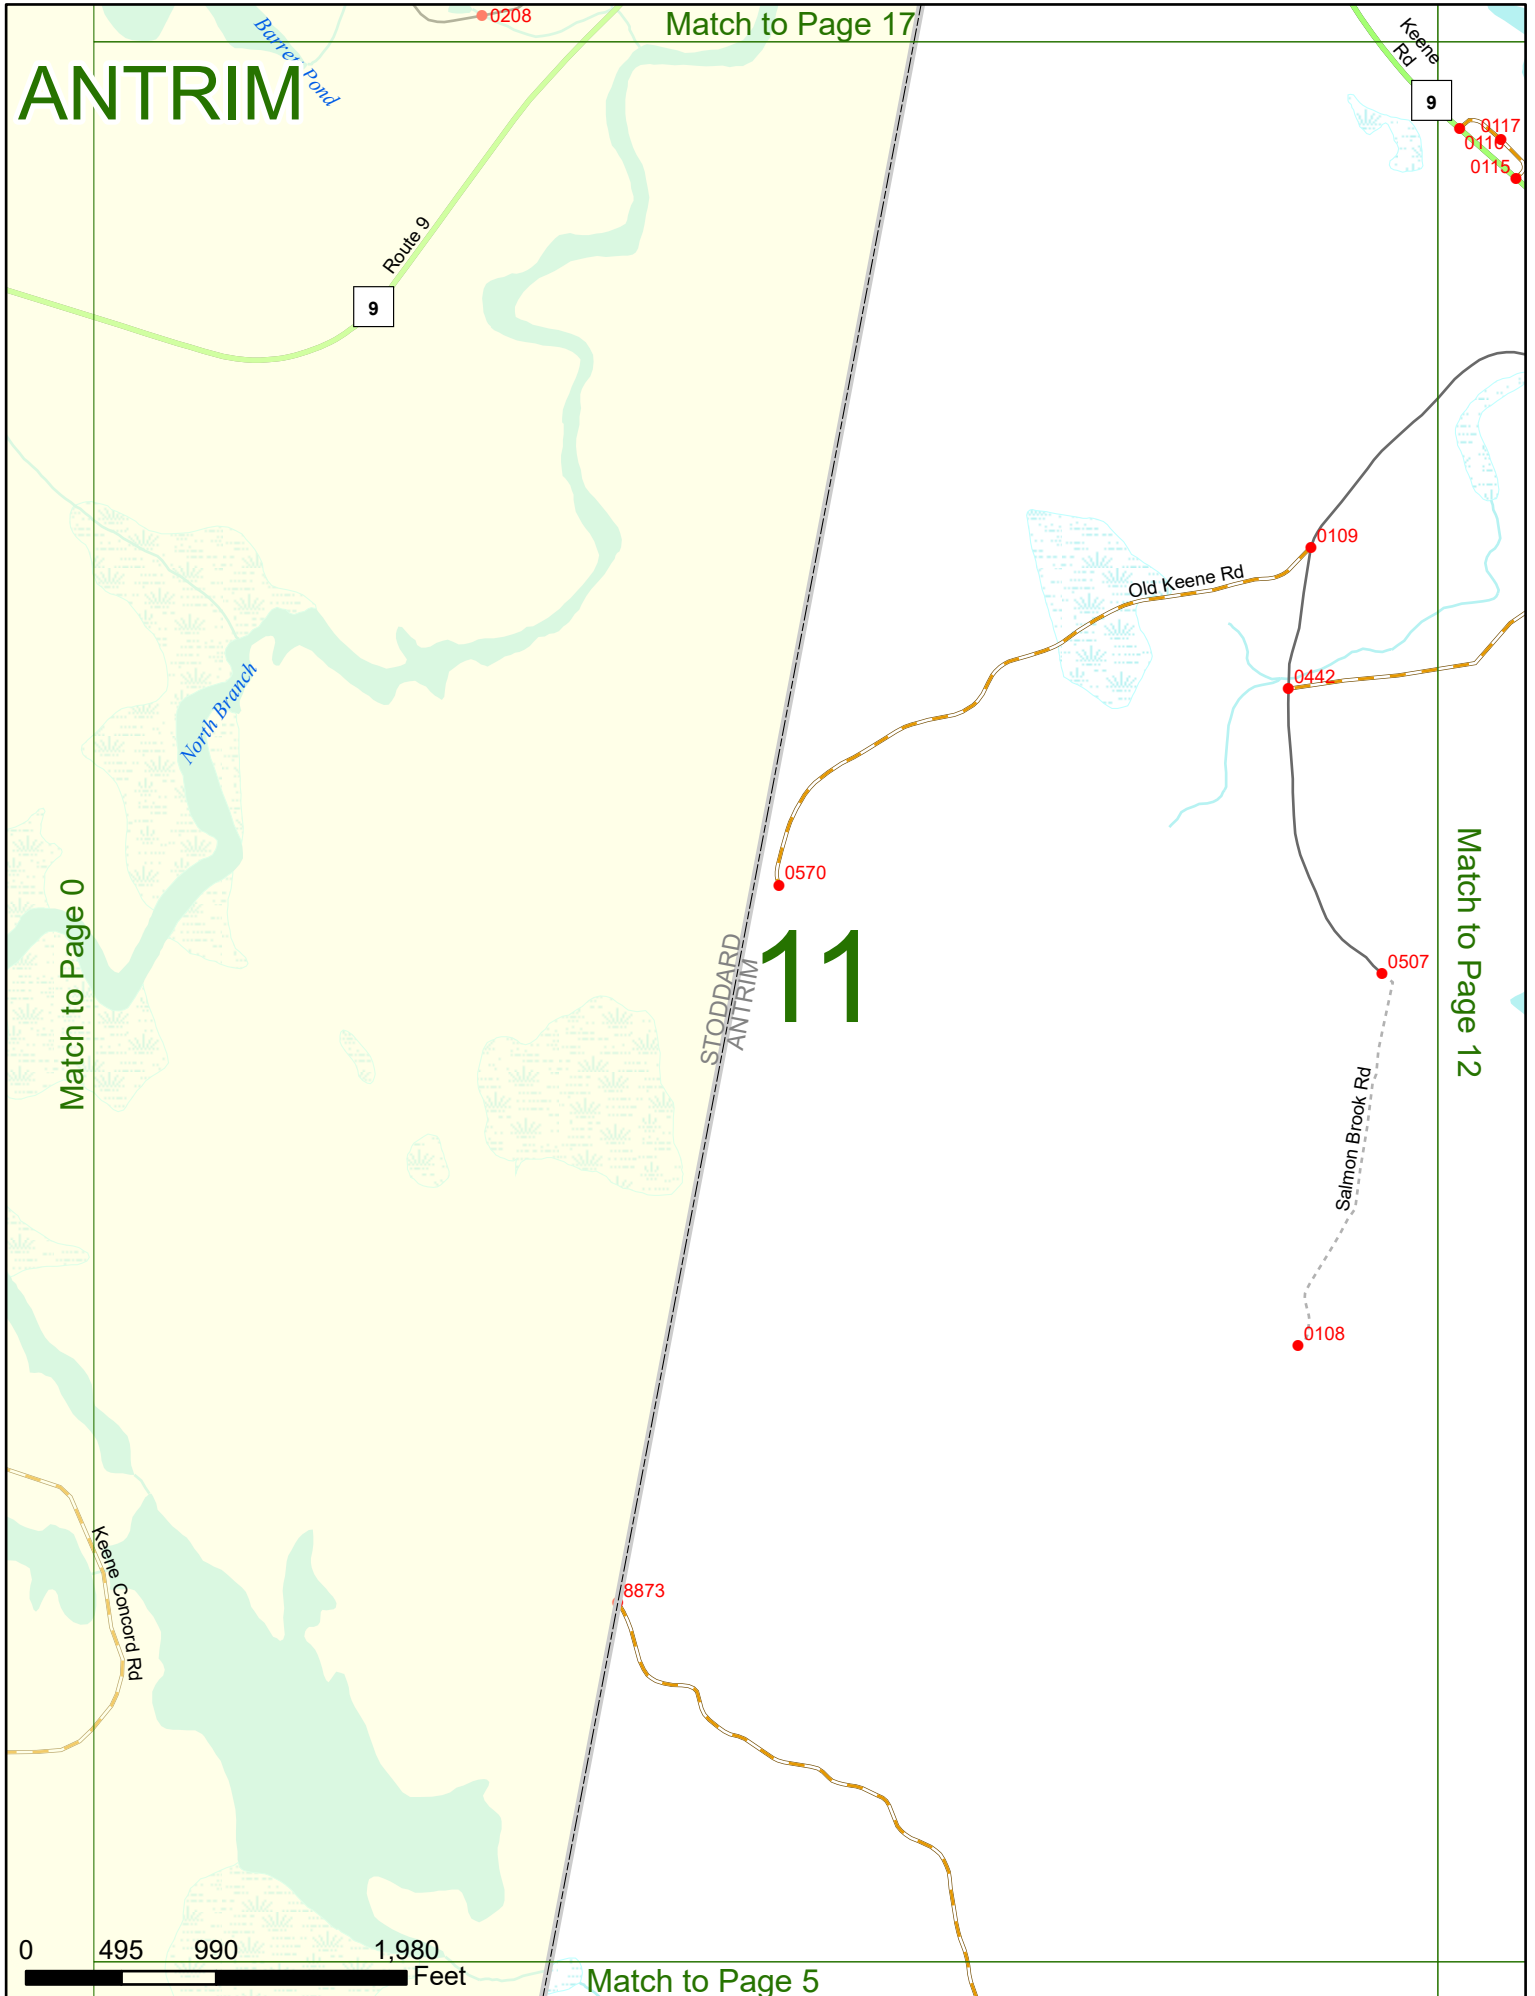 Match to Page 17
0208
Barrett Pond
ANTRIM
Keene
Rd
9
0117
0116
0115
Route 9
9
0109
Old Keene Rd
0442
North Branch
0570
Match to Page 0
11
STODDARD
ANTRIM
Match to Page 12
0507
Salmon Brook Rd
0108
Keene Concord Rd
8873
0 495 990 1,980
Feet
Match to Page 5